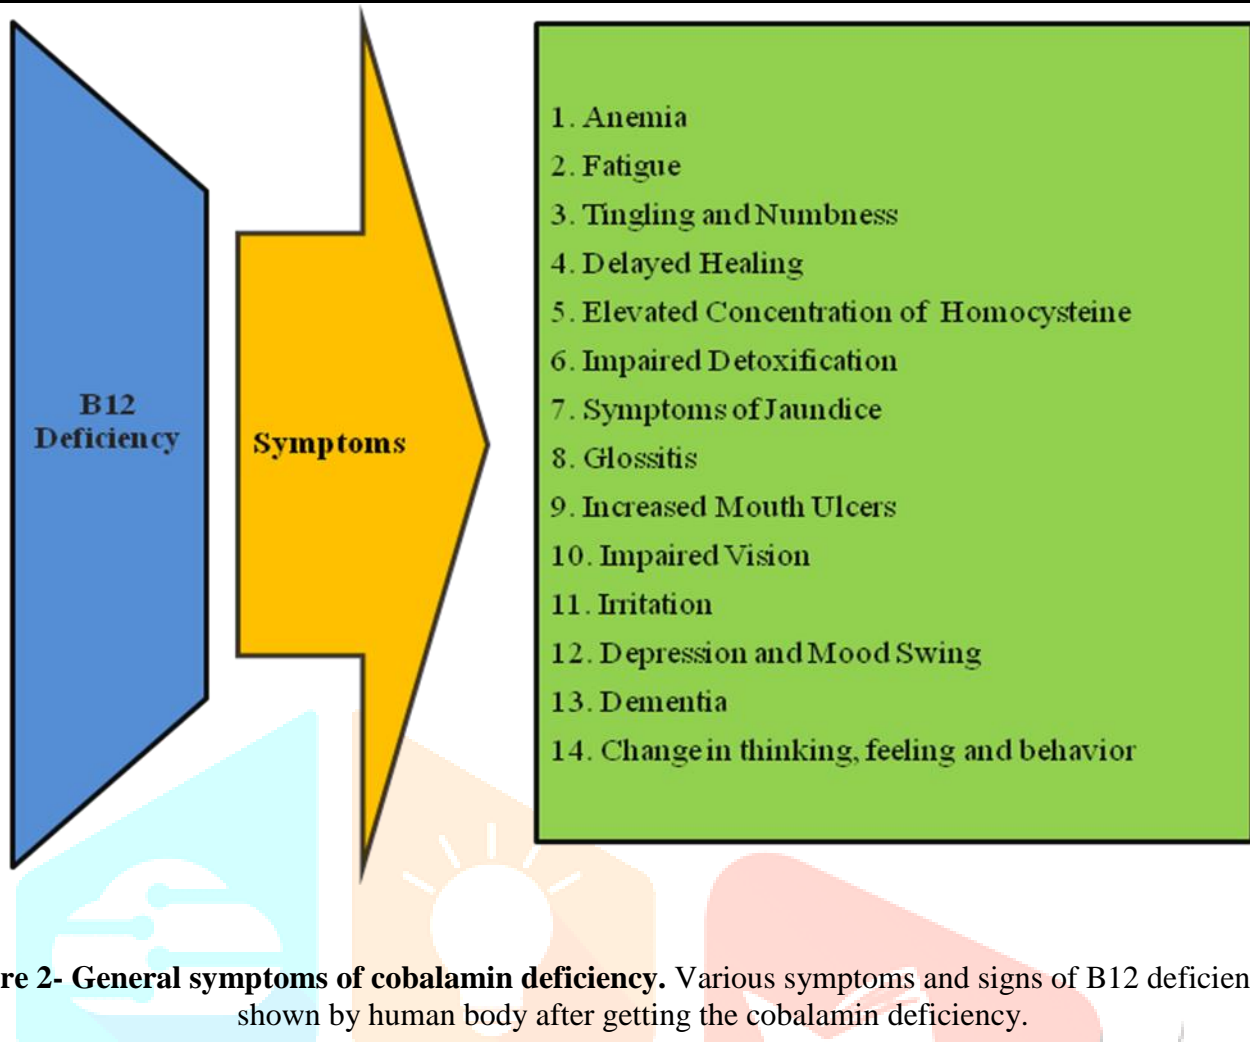 B12
Deficiency
Symptoms
1. Anemia
2. Fatigue
3. Tingling and Numbness
4. Delayed Healing
5. Elevated Concentration of Homocysteine
6. Impaired Detoxification
7. Symptoms of Jaundice
8. Glossitis
9. Increased Mouth Ulcers
10. Impaired Vision
11. Irritation
12. Depression and Mood Swing
13. Dementia
14. Change in thinking, feeling and behavior
re 2- General symptoms of cobalamin deficiency. Various symptoms and signs of B12 deficien
shown by human body after getting the cobalamin deficiency.